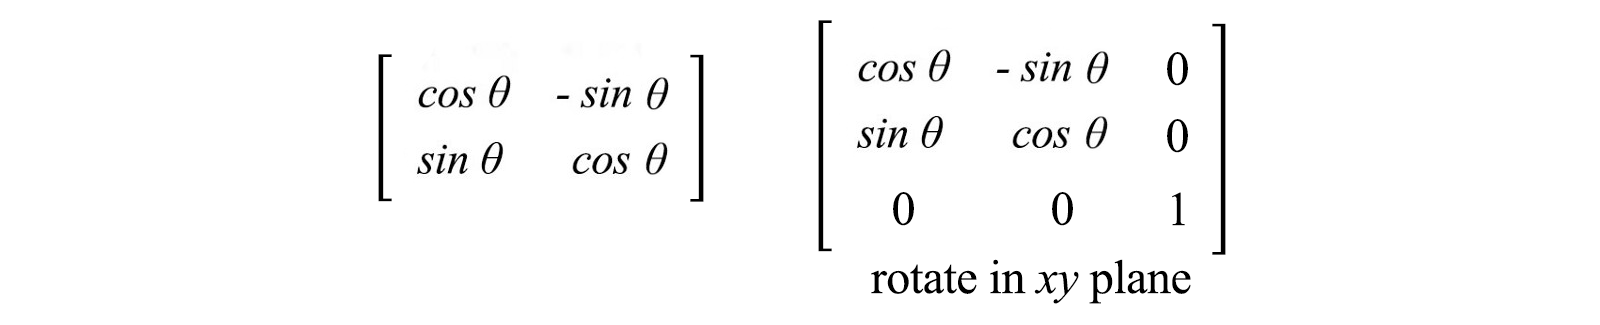 cos θ - sin θ
sin θ cos θ
cos θ - sin θ 0
sin θ cos θ 0
0 0 1
rotate in xy plane